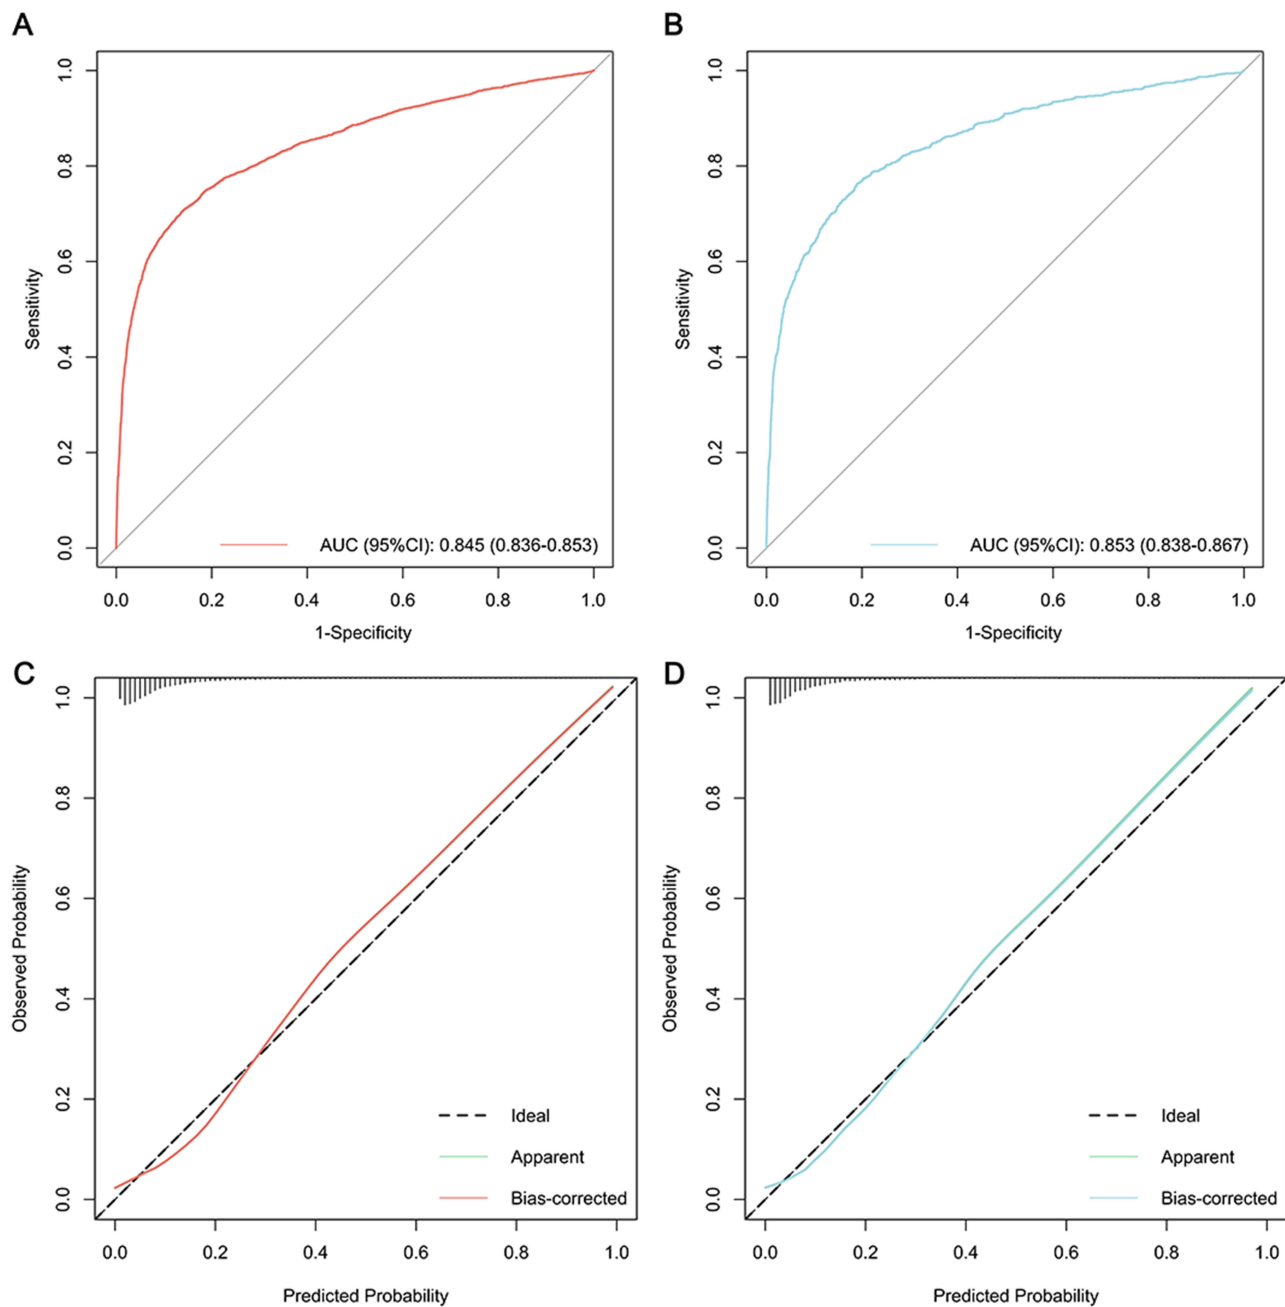 A
1.0
0.8
0.6
0.4
0.2
0.0
Sensitivity
AUC (95%CI): 0.845 (0.836-0.853)
0.0 0.2 0.4 0.6 0.8 1.0
1-Specificity
B
1.0
0.8
0.6
0.4
0.2
0.0
Sensitivity
AUC (95%CI): 0.853 (0.838-0.867)
0.0 0.2 0.4 0.6 0.8 1.0
1-Specificity
C
1.0
0.8
0.6
0.4
0.2
0.0
Observed Probability
Ideal
Apparent
Bias-corrected
0.0 0.2 0.4 0.6 0.8 1.0
Predicted Probability
D
1.0
0.8
0.6
0.4
0.2
0.0
Observed Probability
Ideal
Apparent
Bias-corrected
0.0 0.2 0.4 0.6 0.8 1.0
Predicted Probability